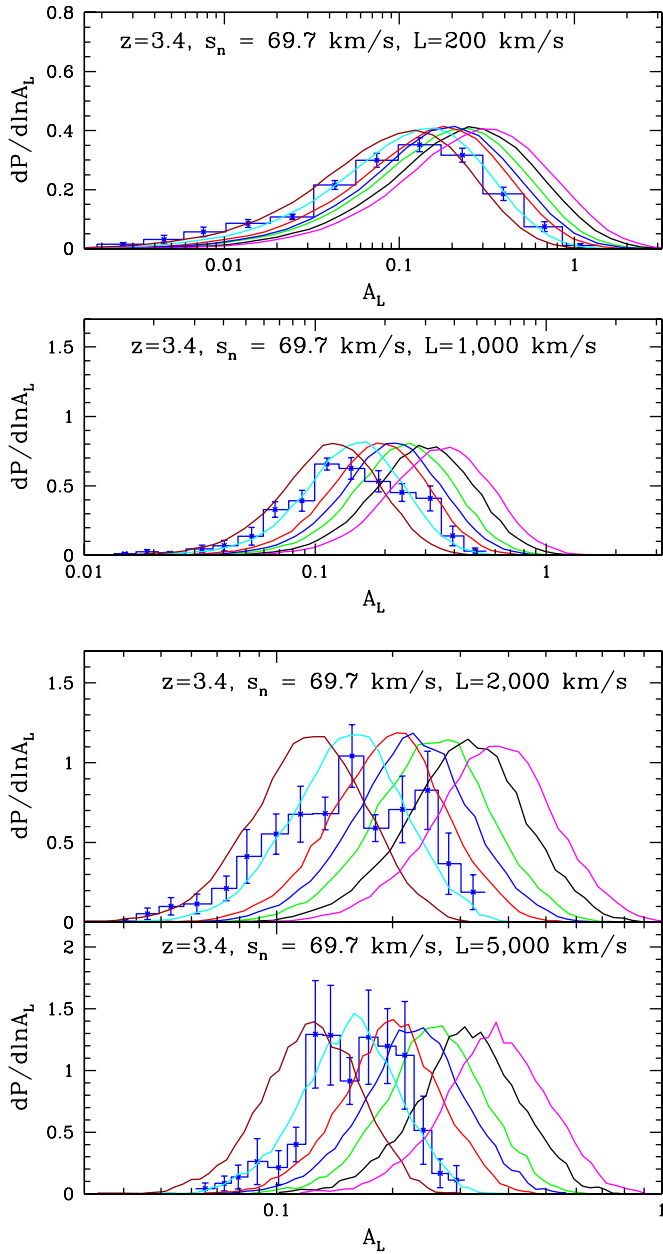 z=3.4, sₙ = 69.7 km/s, L=200 km/s
dP/dlnA_L
0.8
0.6
0.4
0.2
0
0.01
0.1
1
A_L
z=3.4, sₙ = 69.7 km/s, L=1,000 km/s
dP/dlnA_L
1.5
1
0.5
0
0.01
0.1
1
A_L
z=3.4, sₙ = 69.7 km/s, L=2,000 km/s
dP/dlnA_L
1.5
1
0.5
0
z=3.4, sₙ = 69.7 km/s, L=5,000 km/s
dP/dlnA_L
2
1.5
1
0.5
0
0.1
1
A_L